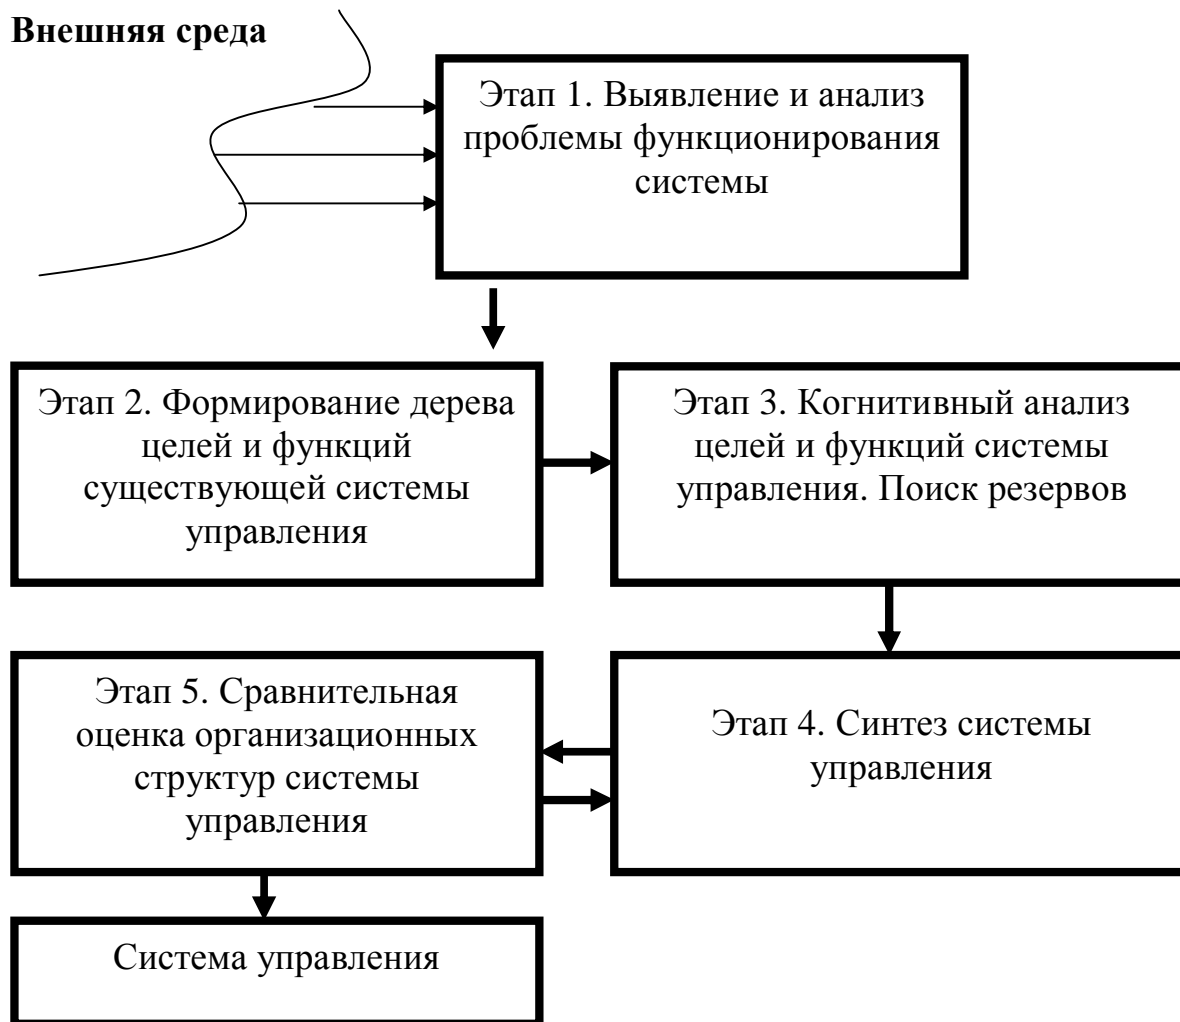 Внешняя среда
Этап 1. Выявление и анализ
проблемы функционирования
системы
Этап 2. Формирование дерева
целей и функций
существующей системы
управления
Этап 3. Когнитивный анализ
целей и функций системы
управления. Поиск резервов
Этап 4. Синтез системы
управления
Этап 5. Сравнительная
оценка организационных
структур системы
управления
Система управления